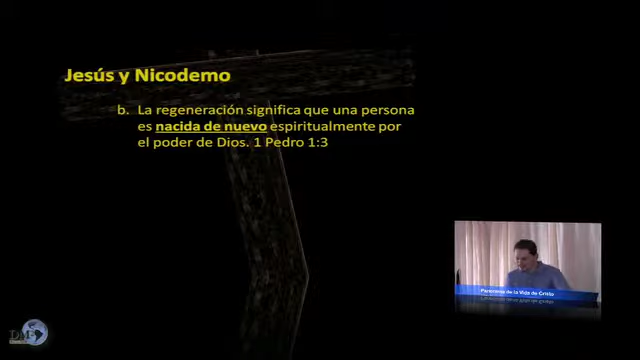 Jesús y Nicodemo
b. La regeneración significa que una persona
es nacida de nuevo espiritualmente por
el poder de Dios. 1 Pedro 1:3
Panorama de la Vida de Cristo